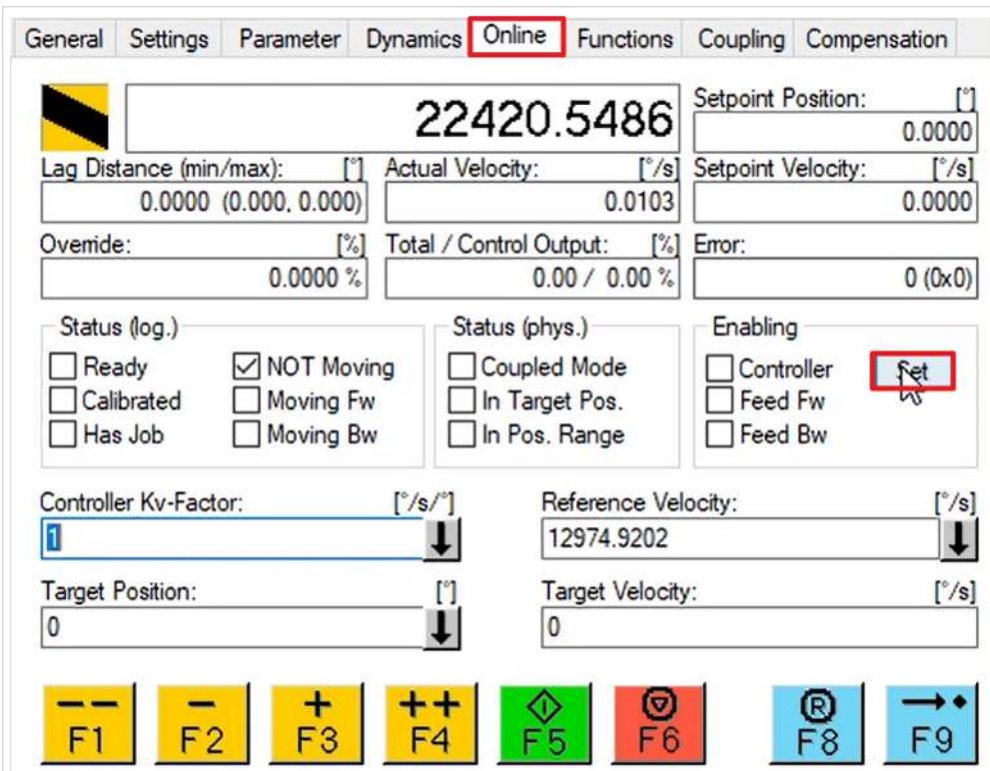 General Settings Parameter Dynamics Online Functions Coupling Compensation
22420.5486
Setpoint Position: [°]
0.0000
Lag Distance (min/max): [°] Actual Velocity: [°/s] Setpoint Velocity: [°/s]
0.0000 (0.000, 0.000) 0.0103 0.0000
Override: [%] Total / Control Output: [%] Error:
0.0000 % 0.00 / 0.00 % 0 (0x0)
Status (log.) Status (phys.) Enabling
Ready NOT Moving Coupled Mode Controller Set
Calibrated Moving Fw In Target Pos. Feed Fw
Has Job Moving Bw In Pos. Range Feed Bw
Controller Kv-Factor: [°/s/°] Reference Velocity: [°/s]
1 12974.9202
Target Position: [°] Target Velocity: [°/s]
0 0
−− − + ++ R
F1 F2 F3 F4 F5 F6 F8 F9